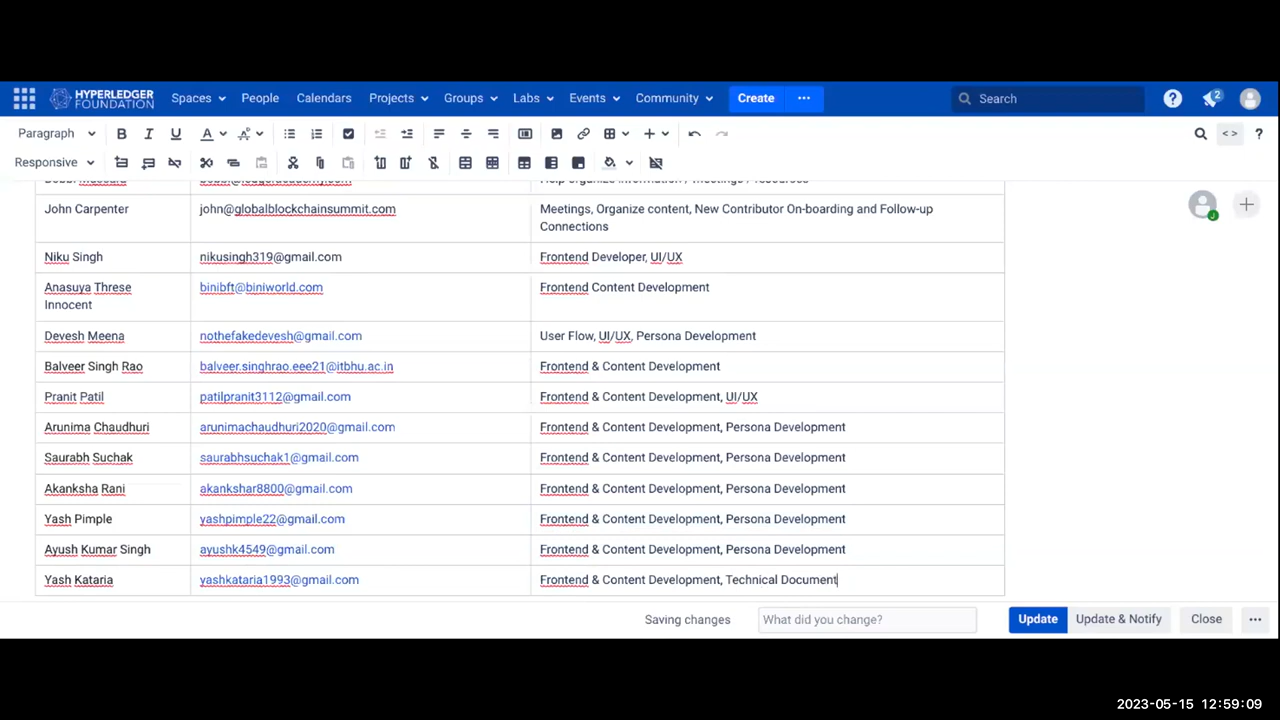 HYPERLEDGER
FOUNDATION
Spaces People Calendars Projects Groups Labs Events Community Create Search 2
Paragraph B I U A
Responsive
John Carpenter john@globalblockchainsummit.com Meetings, Organize content, New Contributor On-boarding and Follow-up
Connections
Niku Singh nikusingh319@gmail.com Frontend Developer, UI/UX
Anasuya Threse binibft@biniworld.com Frontend Content Development
Innocent
Devesh Meena nothefakedevesh@gmail.com User Flow, UI/UX, Persona Development
Balveer Singh Rao balveer.singhrao.eee21@itbhu.ac.in Frontend & Content Development
Pranit Patil patilpranit3112@gmail.com Frontend & Content Development, UI/UX
Arunima Chaudhuri arunimachaudhuri2020@gmail.com Frontend & Content Development, Persona Development
Saurabh Suchak saurabhsuchak1@gmail.com Frontend & Content Development, Persona Development
Akanksha Rani akankshar8800@gmail.com Frontend & Content Development, Persona Development
Yash Pimple yashpimple22@gmail.com Frontend & Content Development, Persona Development
Ayush Kumar Singh ayushk4549@gmail.com Frontend & Content Development, Persona Development
Yash Kataria yashkataria1993@gmail.com Frontend & Content Development, Technical Document
Saving changes What did you change? Update Update & Notify Close
2023-05-15 12:59:09